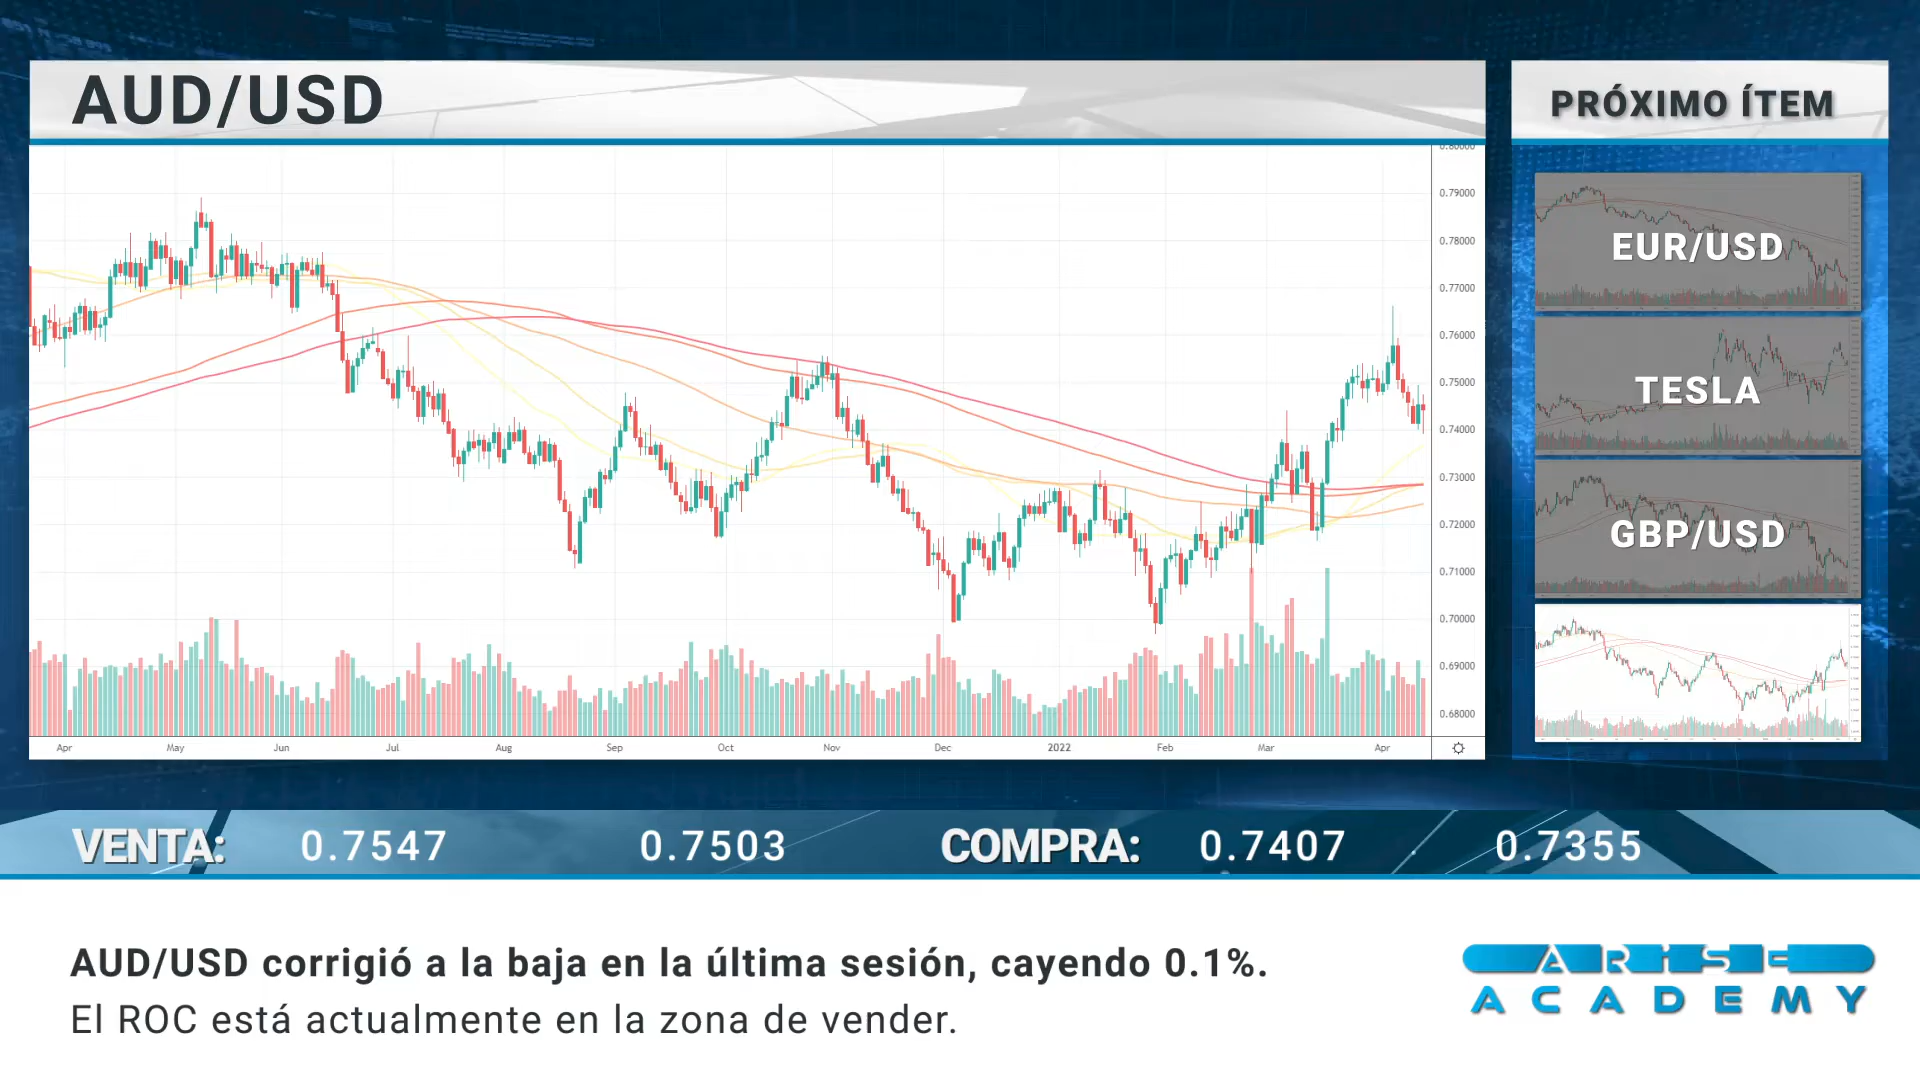 AUD/USD
PRÓXIMO ÍTEM
0.80000
0.79000
0.78000
0.77000
0.76000
0.75000
0.74000
0.73000
0.72000
0.71000
0.70000
0.69000
0.68000
Apr May Jun Jul Aug Sep Oct Nov Dec 2022 Feb Mar Apr
EUR/USD
TESLA
GBP/USD
VENTA: 0.7547 0.7503 COMPRA: 0.7407 0.7355
AUD/USD corrigió a la baja en la última sesión, cayendo 0.1%.
El ROC está actualmente en la zona de vender.
ARISE
ACADEMY